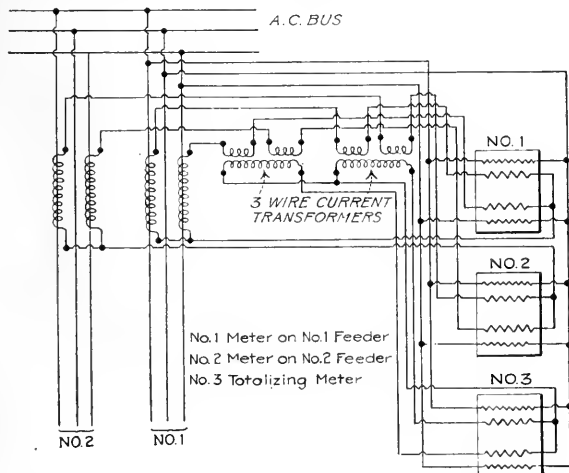 A.C. BUS
NO.1
3 WIRE CURRENT
TRANSFORMERS
NO.2
No.1 Meter on No.1 Feeder
No.2 Meter on No.2 Feeder
No.3 Totalizing Meter
NO.3
NO.2
NO.1